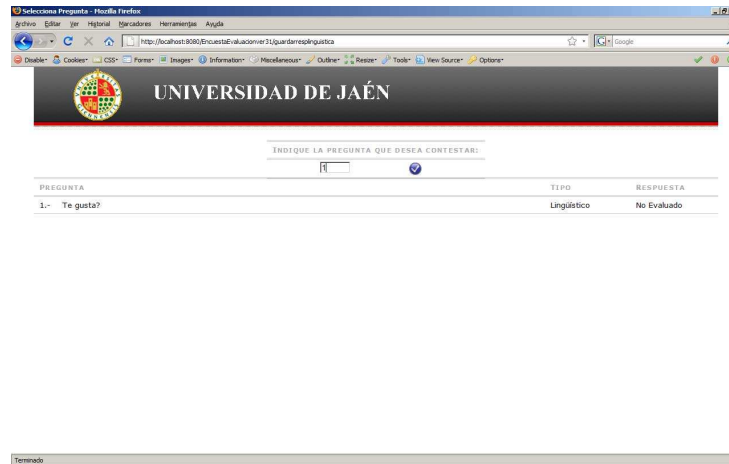 Selecciona Pregunta - Mozilla Firefox
Archivo Editar Ver Historial Marcadores Herramientas Ayuda
http://localhost:8080/EncuestaEvaluacionver31/guardarresplinguistica
Google
Disable Cookies CSS Forms Images Information Miscellaneous Outline Resize Tools View Source Options
UNIVERSIDAD DE JAÉN
INDIQUE LA PREGUNTA QUE DESEA CONTESTAR:
1
PREGUNTA TIPO RESPUESTA
1.- Te gusta? Lingüístico No Evaluado
Terminado